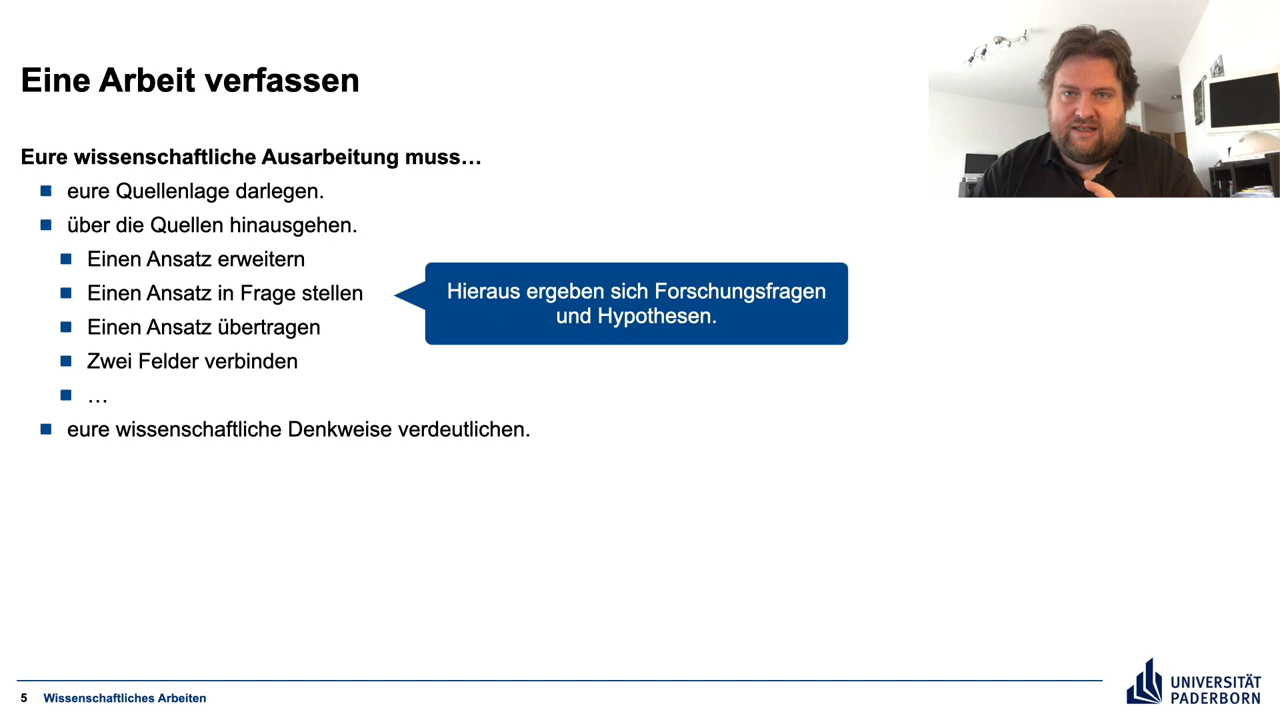 Eine Arbeit verfassen
Eure wissenschaftliche Ausarbeitung muss…
eure Quellenlage darlegen.
über die Quellen hinausgehen.
Einen Ansatz erweitern
Einen Ansatz in Frage stellen
Einen Ansatz übertragen
Zwei Felder verbinden
…
eure wissenschaftliche Denkweise verdeutlichen.
Hieraus ergeben sich Forschungsfragen
und Hypothesen.
5 Wissenschaftliches Arbeiten
UNIVERSITÄT
PADERBORN